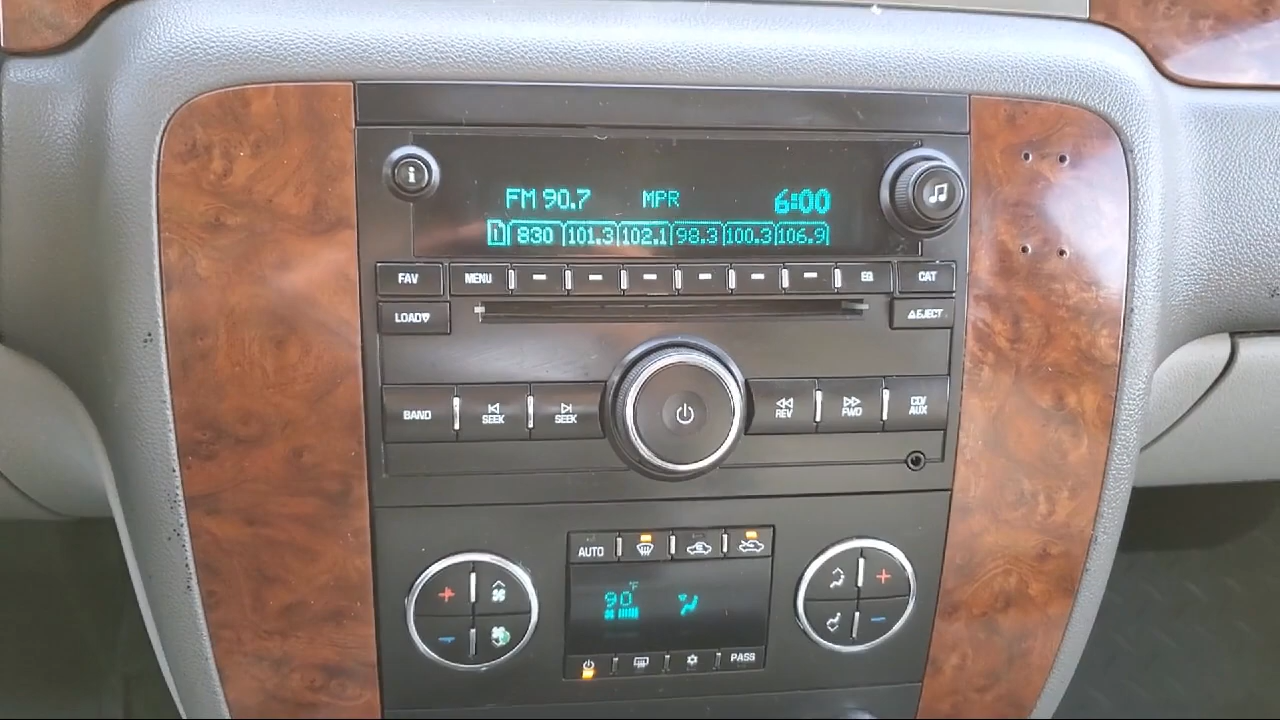 i
FM 90.7 MPR 6:00
1 830 101.3 102.1 98.3 100.3 106.9
FAV MENU EQ CAT
LOAD EJECT
BAND SEEK SEEK REV FWD CD/
AUX
AUTO
90°F
PASS